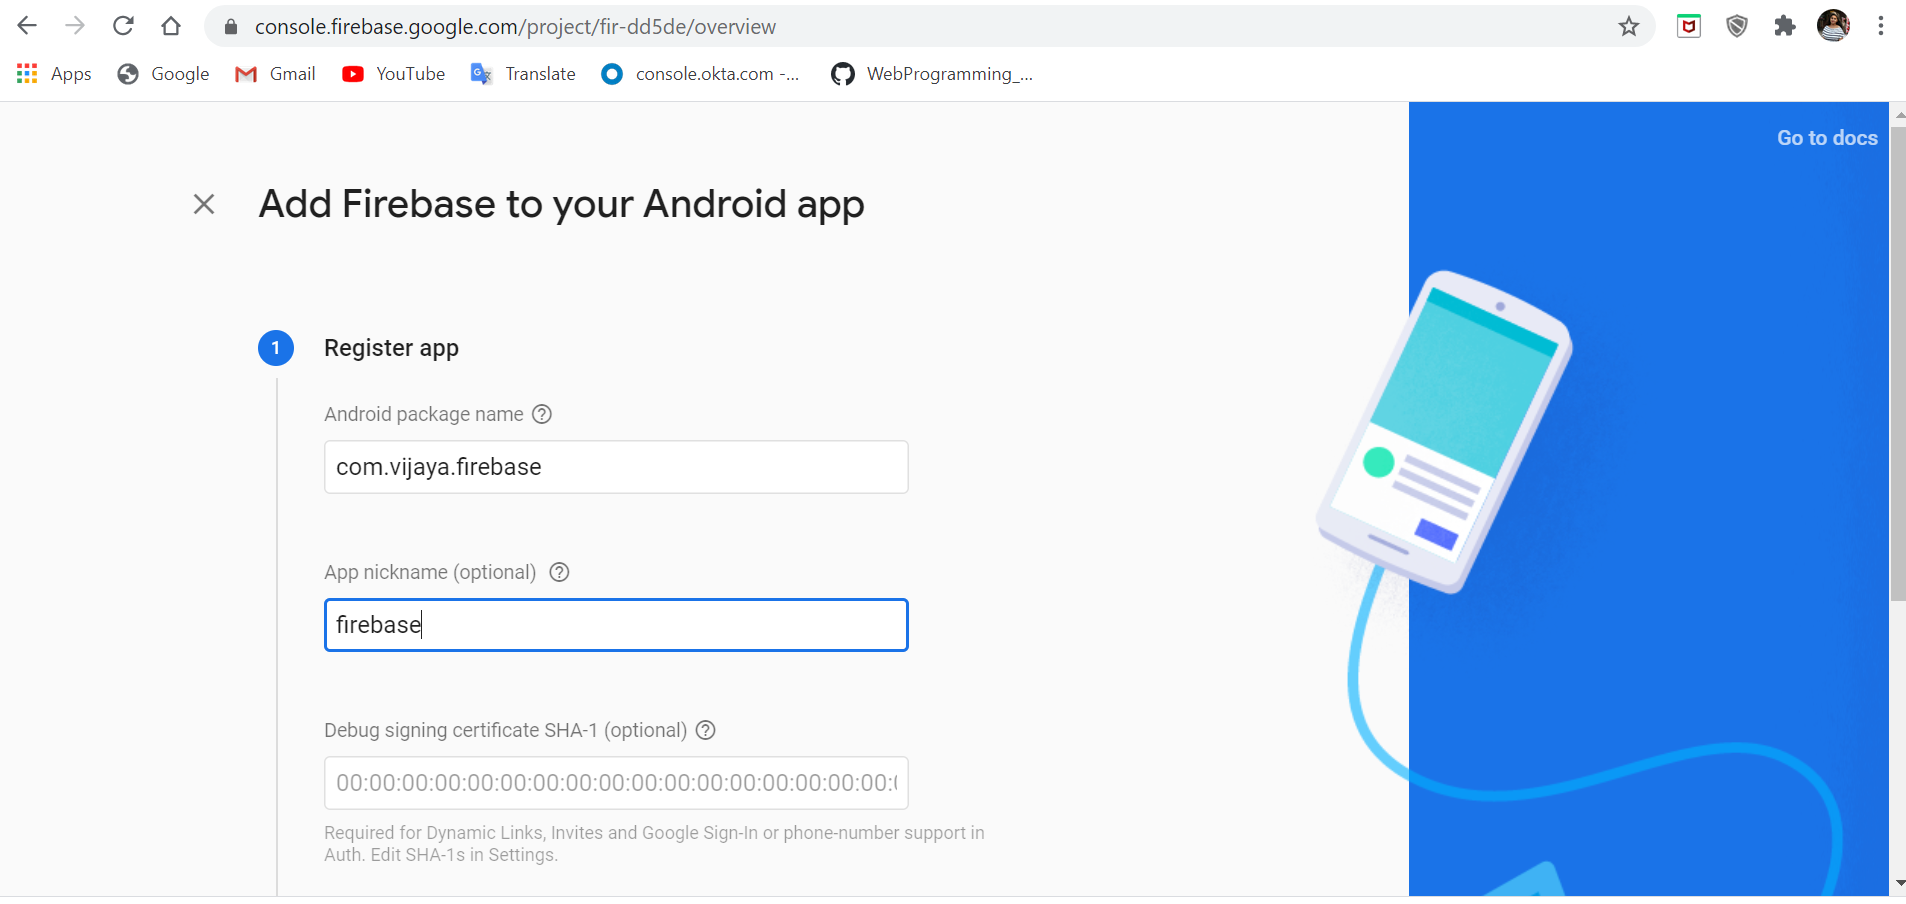 console.firebase.google.com/project/fir-dd5de/overview
Apps Google Gmail YouTube Translate console.okta.com -... WebProgramming_...
Go to docs
Add Firebase to your Android app
1 Register app
Android package name ?
com.vijaya.firebase
App nickname (optional) ?
firebase
Debug signing certificate SHA-1 (optional) ?
00:00:00:00:00:00:00:00:00:00:00:00:00:00:00:00:00:0
Required for Dynamic Links, Invites and Google Sign-In or phone-number support in
Auth. Edit SHA-1s in Settings.